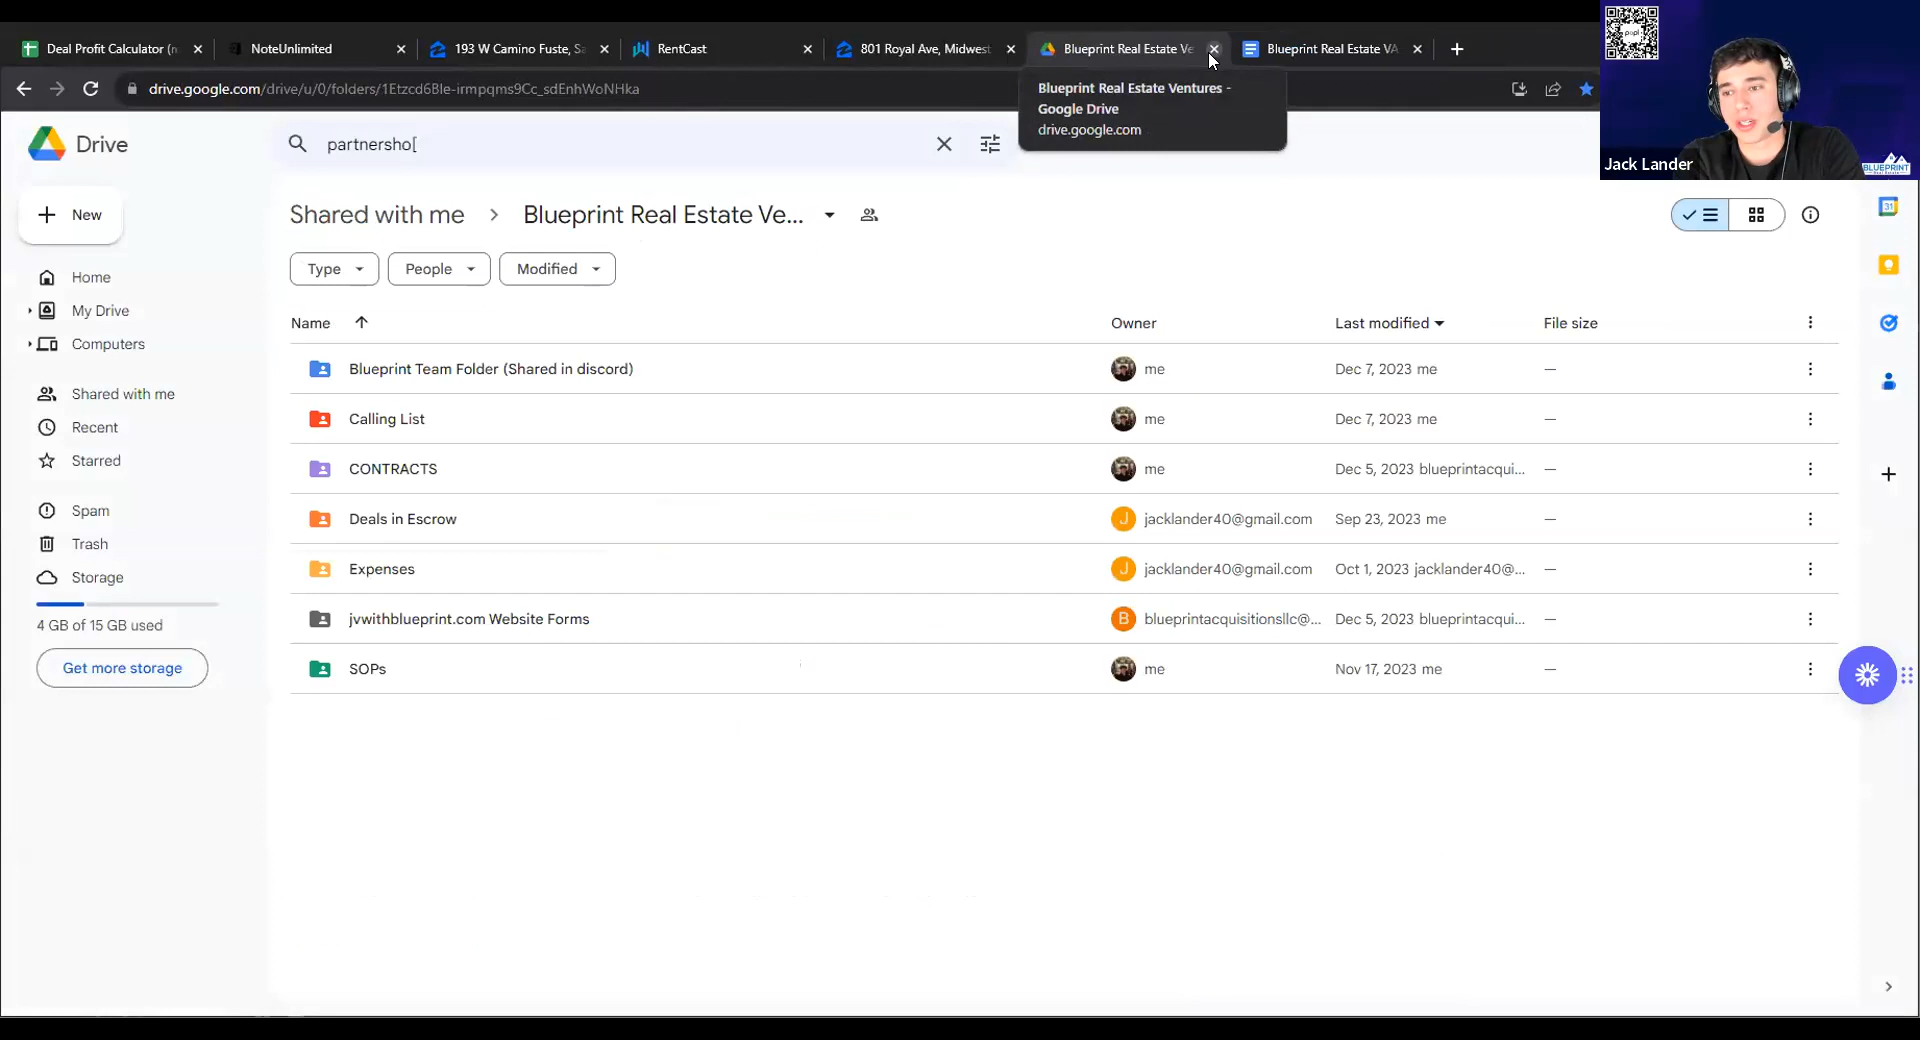 Deal Profit Calculator (n
NoteUnlimited
193 W Camino Fuste, Sa
RentCast
801 Royal Ave, Midwest
Blueprint Real Estate Ve
Blueprint Real Estate VA
drive.google.com/drive/u/0/folders/1Etzcd6Ble-irmpqms9Cc_sdEnhWoNHka
Blueprint Real Estate Ventures -
Google Drive
drive.google.com
popl
Jack Lander
BLUEPRINT
Drive
partnersho[
New
Shared with me
Blueprint Real Estate Ve...
Type
People
Modified
Home
My Drive
Computers
Shared with me
Recent
Starred
Spam
Trash
Storage
4 GB of 15 GB used
Get more storage
Name
Owner
Last modified
File size
Blueprint Team Folder (Shared in discord)
me
Dec 7, 2023 me
—
Calling List
me
Dec 7, 2023 me
—
CONTRACTS
me
Dec 5, 2023 blueprintacqui...
—
Deals in Escrow
J
jacklander40@gmail.com
Sep 23, 2023 me
—
Expenses
J
jacklander40@gmail.com
Oct 1, 2023 jacklander40@...
—
jvwithblueprint.com Website Forms
B
blueprintacquisitionsllc@...
Dec 5, 2023 blueprintacqui...
—
SOPs
me
Nov 17, 2023 me
—
31